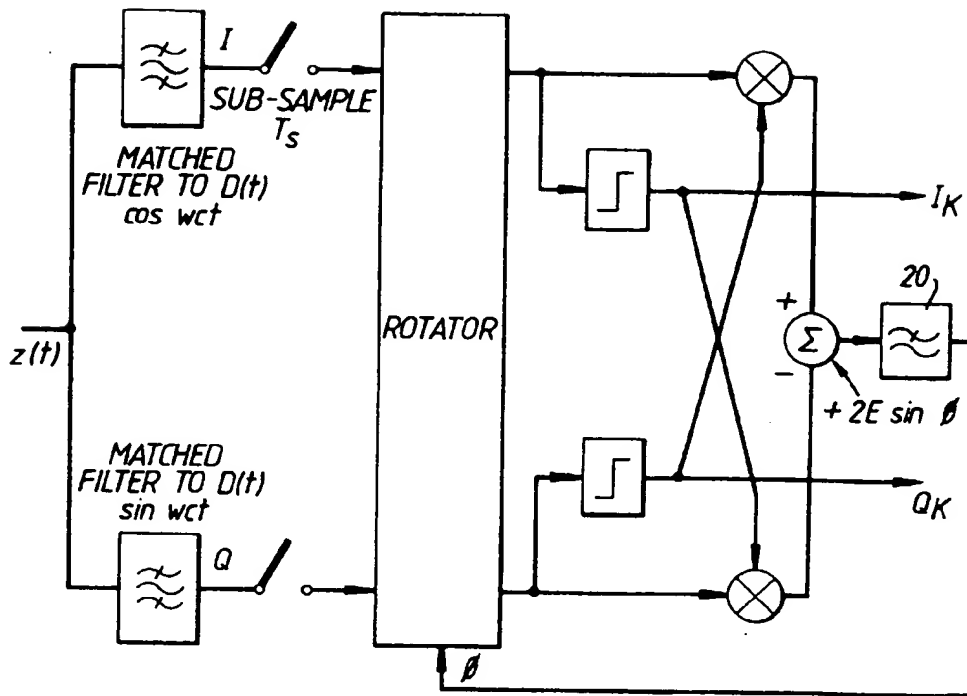 I
SUB-SAMPLE
Ts
MATCHED
FILTER TO D(t)
cos wct
z(t)
ROTATOR
IK
20
+
Σ
-
+ 2E sin ø
MATCHED
FILTER TO D(t)
sin wct
QK
Q
ø